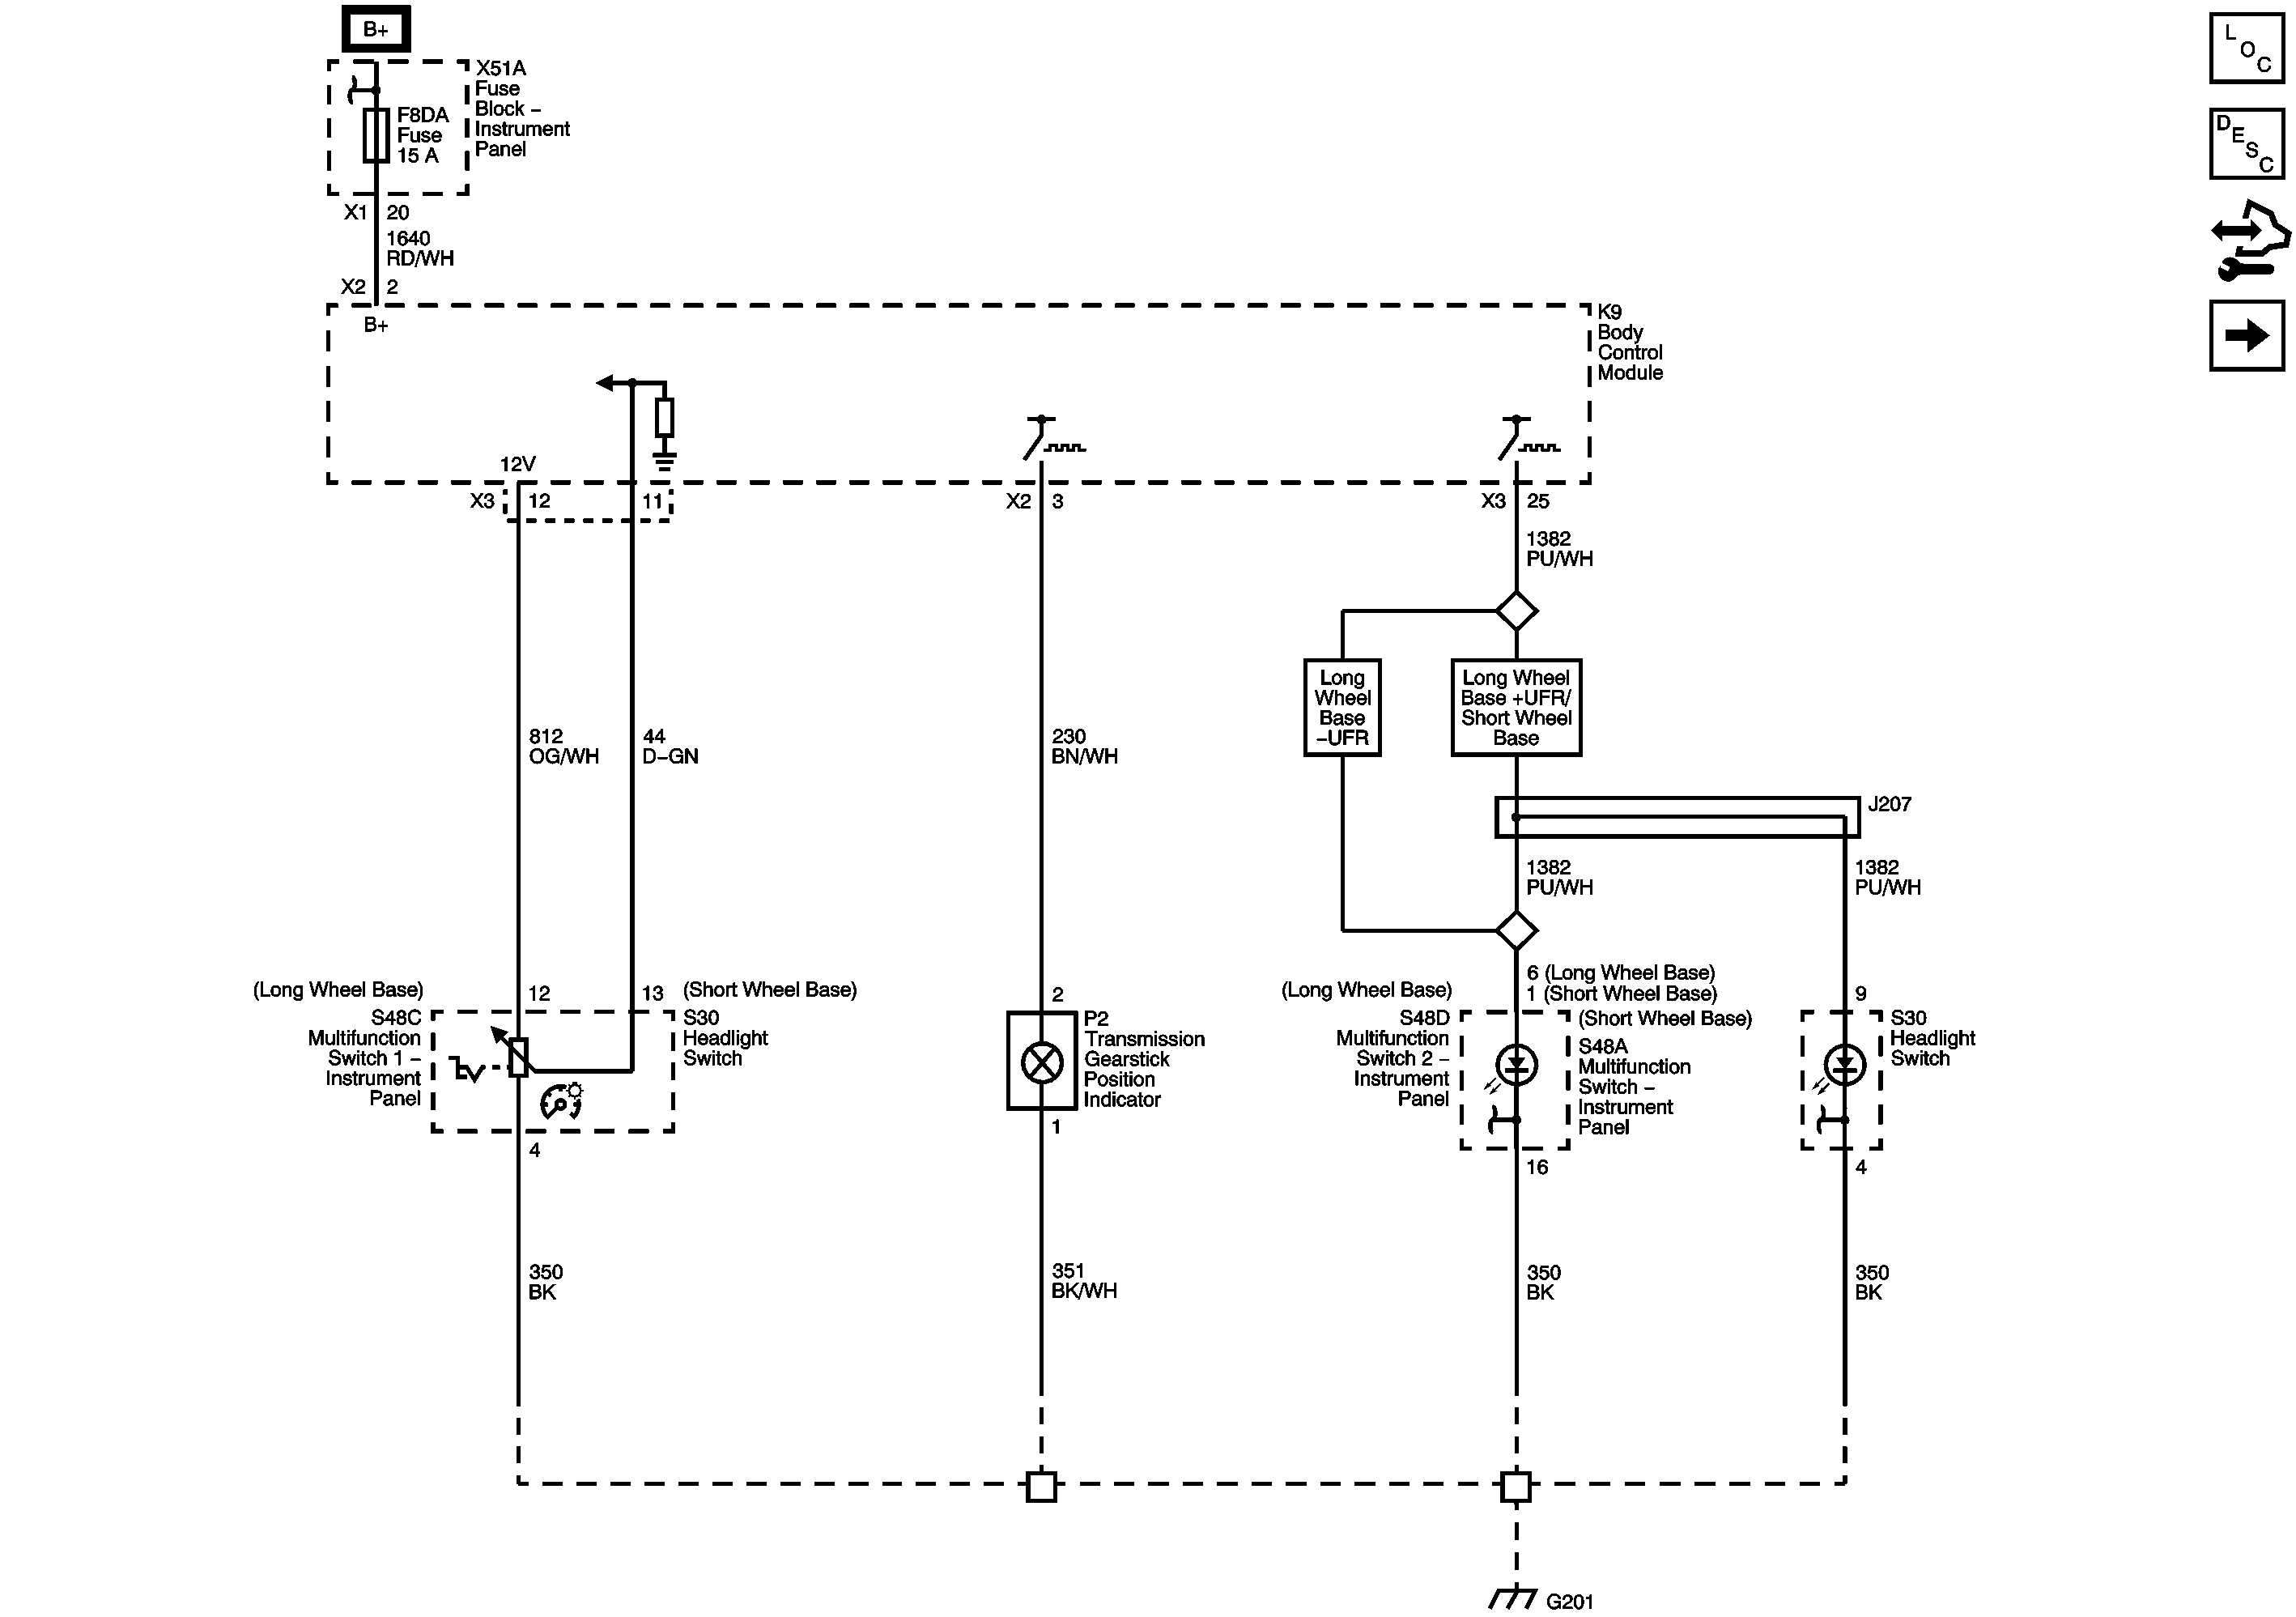 B+
X51A
Fuse
Block –
Instrument
Panel
F8DA
Fuse
15 A
X1 20
1640
RD/WH
X2 2
B+
K9
Body
Control
Module
12V
X3 12 11
X2 3
X3 25
1382
PU/WH
Long
Wheel
Base
–UFR
Long Wheel
Base +UFR/
Short Wheel
Base
812
OG/WH
44
D–GN
230
BN/WH
J207
1382
PU/WH
1382
PU/WH
(Long Wheel Base) 12 13 (Short Wheel Base)
S48C
Multifunction
Switch 1 –
Instrument
Panel
S30
Headlight
Switch
4
2
P2
Transmission
Gearstick
Position
Indicator
1
6 (Long Wheel Base)
1 (Short Wheel Base)
(Long Wheel Base)
S48D
Multifunction
Switch 2 –
Instrument
Panel
(Short Wheel Base)
S48A
Multifunction
Switch –
Instrument
Panel
16
9
S30
Headlight
Switch
4
350
BK
351
BK/WH
350
BK
350
BK
G201
LOC
DESC